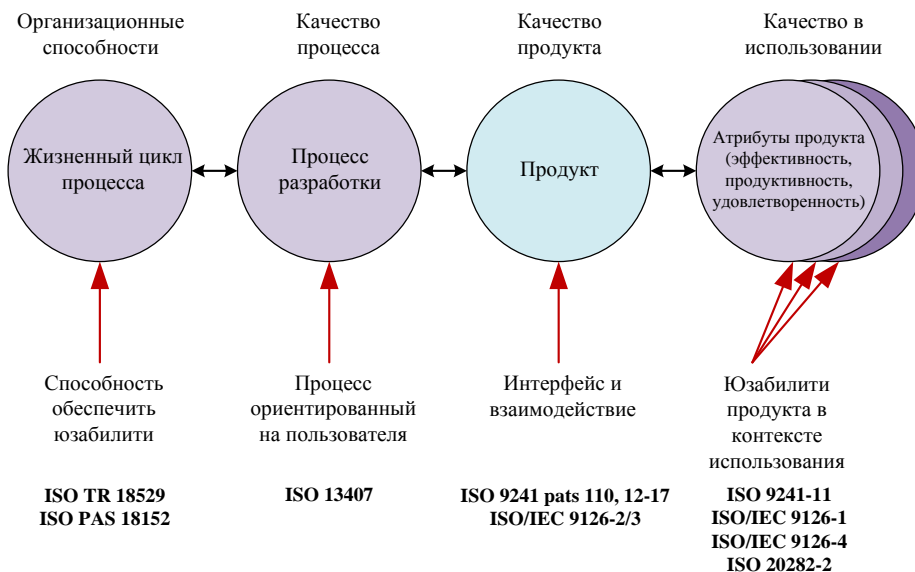 Организационные
способности
Качество
процесса
Качество
продукта
Качество в
использовании
Жизненный цикл
процесса
Процесс
разработки
Продукт
Атрибуты продукта
(эффективность,
продуктивность,
удовлетворенность)
Способность
обеспечить
юзабилити
Процесс
ориентированный
на пользователя
Интерфейс и
взаимодействие
Юзабилити
продукта в
контексте
использования
ISO TR 18529
ISO PAS 18152
ISO 13407
ISO 9241 pats 110, 12-17
ISO/IEC 9126-2/3
ISO 9241-11
ISO/IEC 9126-1
ISO/IEC 9126-4
ISO 20282-2